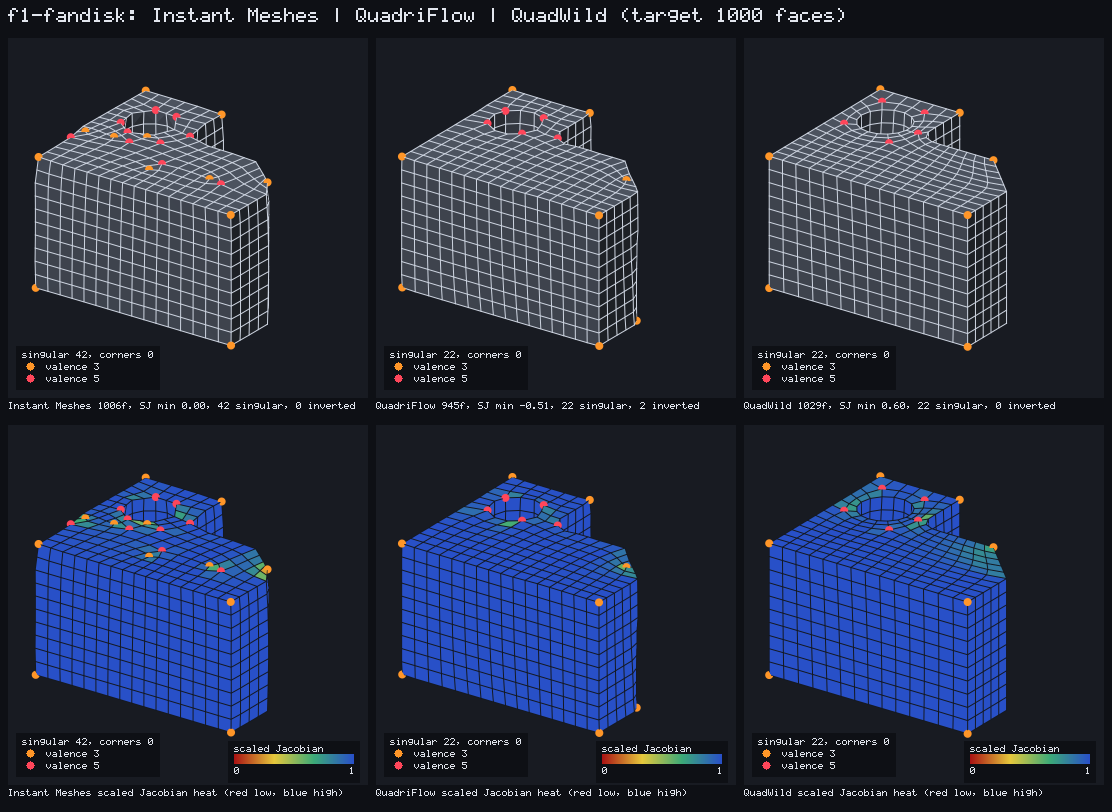 f1-fandisk: Instant Meshes | QuadriFlow | QuadWild (target 1000 faces)
singular 42, corners 0
valence 3
valence 5
singular 22, corners 0
valence 3
valence 5
singular 22, corners 0
valence 3
valence 5
Instant Meshes 1006f, SJ min 0.00, 42 singular, 0 inverted
QuadriFlow 945f, SJ min -0.51, 22 singular, 2 inverted
QuadWild 1029f, SJ min 0.60, 22 singular, 0 inverted
singular 42, corners 0
valence 3
valence 5
scaled Jacobian
0 1
singular 22, corners 0
valence 3
valence 5
scaled Jacobian
0 1
singular 22, corners 0
valence 3
valence 5
scaled Jacobian
0 1
Instant Meshes scaled Jacobian heat (red low, blue high)
QuadriFlow scaled Jacobian heat (red low, blue high)
QuadWild scaled Jacobian heat (red low, blue high)